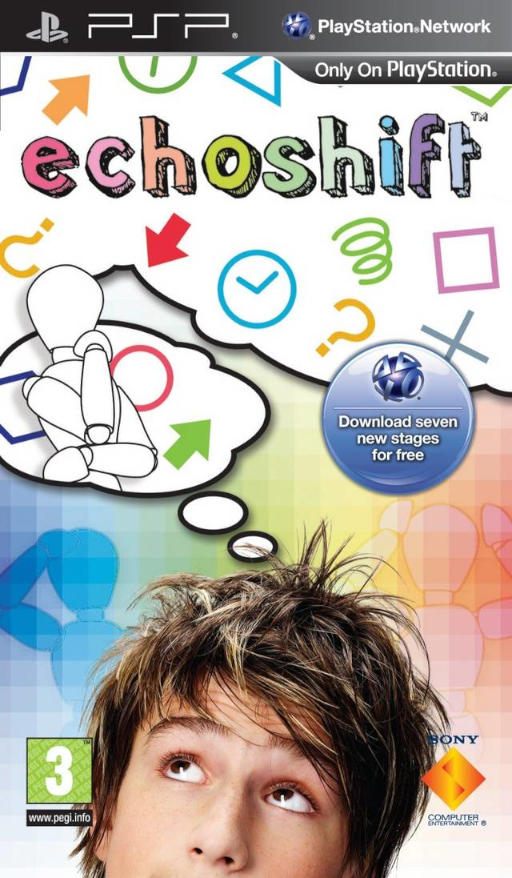 PSP®
PlayStation®Network
Only On PlayStation®
echoshift™
Download seven
new stages
for free
3™
www.pegi.info
SONY
COMPUTER
ENTERTAINMENT®